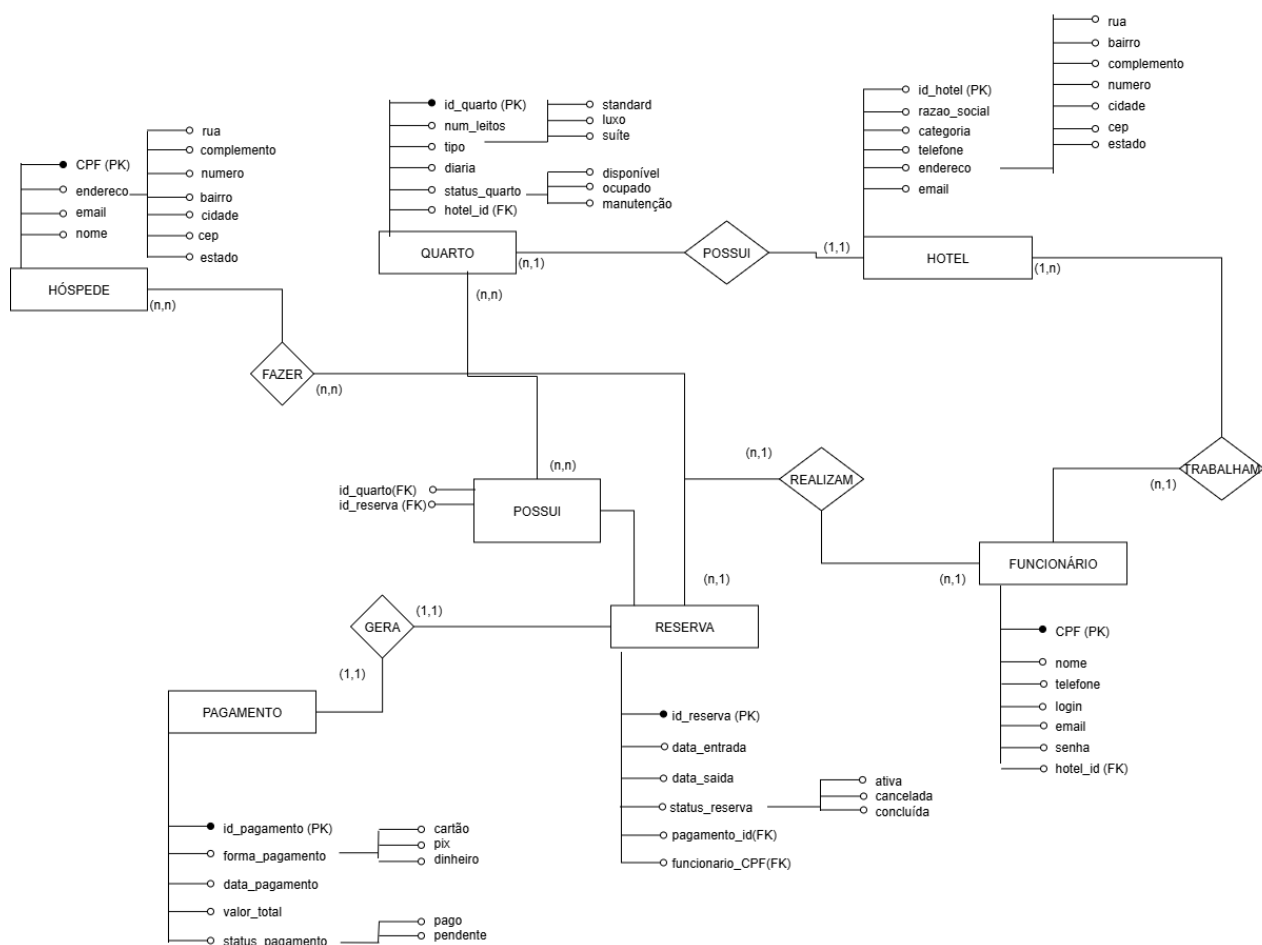 rua
bairro
complemento
numero
cidade
cep
estado
id_hotel (PK)
razao_social
categoria
telefone
endereco
email
HOTEL
(1,1)
(1,n)
id_quarto (PK)
num_leitos
tipo
diaria
status_quarto
hotel_id (FK)
standard
luxo
suíte
disponível
ocupado
manutenção
QUARTO
(n,1)
(n,n)
POSSUI
CPF (PK)
endereco
email
nome
rua
complemento
numero
bairro
cidade
cep
estado
HÓSPEDE
(n,n)
FAZER
(n,n)
(n,n)
id_quarto(FK)
id_reserva (FK)
POSSUI
(n,1)
REALIZAM
TRABALHAM
(n,1)
FUNCIONÁRIO
(n,1)
CPF (PK)
nome
telefone
login
email
senha
hotel_id (FK)
(n,1)
RESERVA
(1,1)
GERA
(1,1)
PAGAMENTO
id_reserva (PK)
data_entrada
data_saida
status_reserva
pagamento_id(FK)
funcionario_CPF(FK)
ativa
cancelada
concluída
id_pagamento (PK)
forma_pagamento
data_pagamento
valor_total
status_pagamento
cartão
pix
dinheiro
pago
pendente